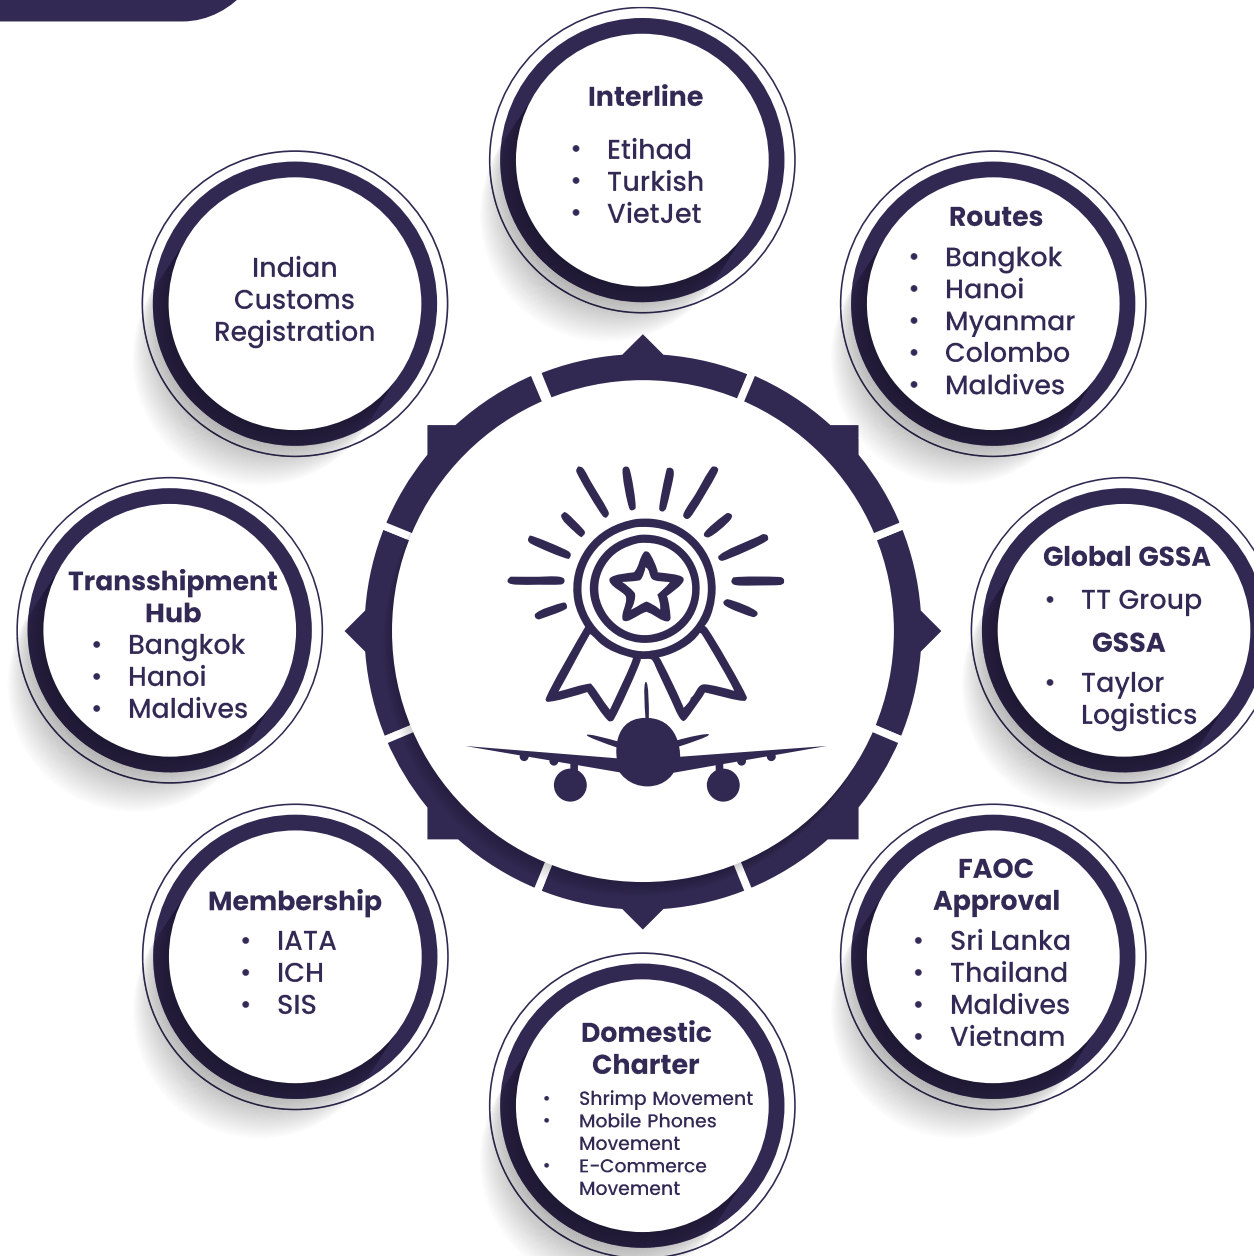 Interline
• Etihad
• Turkish
• VietJet
Routes
• Bangkok
• Hanoi
• Myanmar
• Colombo
• Maldives
Global GSSA
• TT Group
GSSA
• Taylor
Logistics
FAOC
Approval
• Sri Lanka
• Thailand
• Maldives
• Vietnam
Domestic
Charter
• Shrimp Movement
• Mobile Phones
Movement
• E-Commerce
Movement
Membership
• IATA
• ICH
• SIS
Transshipment
Hub
• Bangkok
• Hanoi
• Maldives
Indian
Customs
Registration